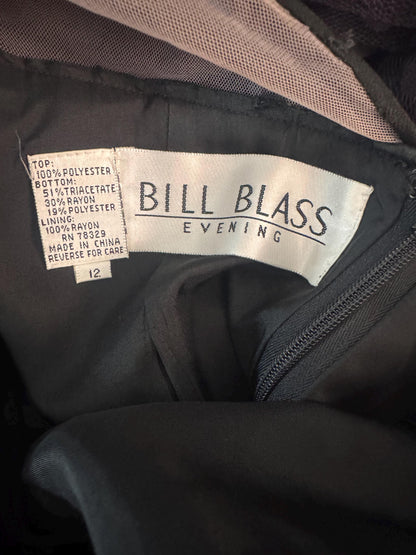 TOP:
100% POLYESTER
BOTTOM:
51% TRIACETATE
30% RAYON
19% POLYESTER
LINING:
100% RAYON
RN 78329
MADE IN CHINA
REVERSE FOR CARE
12
BILL BLASS
EVENING